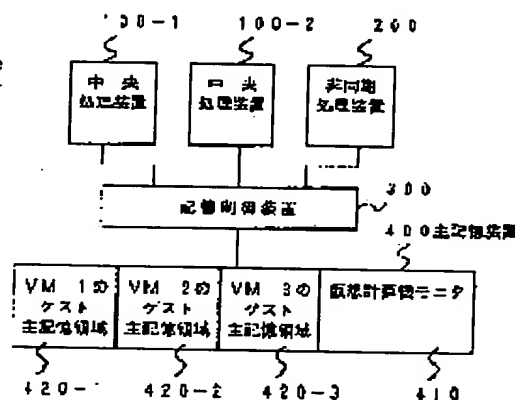 100-1 100-2 200
中央処理装置
中央処理装置
非同期処理装置
記憶制御装置
300
400主記憶装置
VM 1の
ゲスト
主記憶領域
VM 2の
ゲスト
主記憶領域
VM 3の
ゲスト
主記憶領域
仮想計算機モニタ
420- 420-2 420-3 410